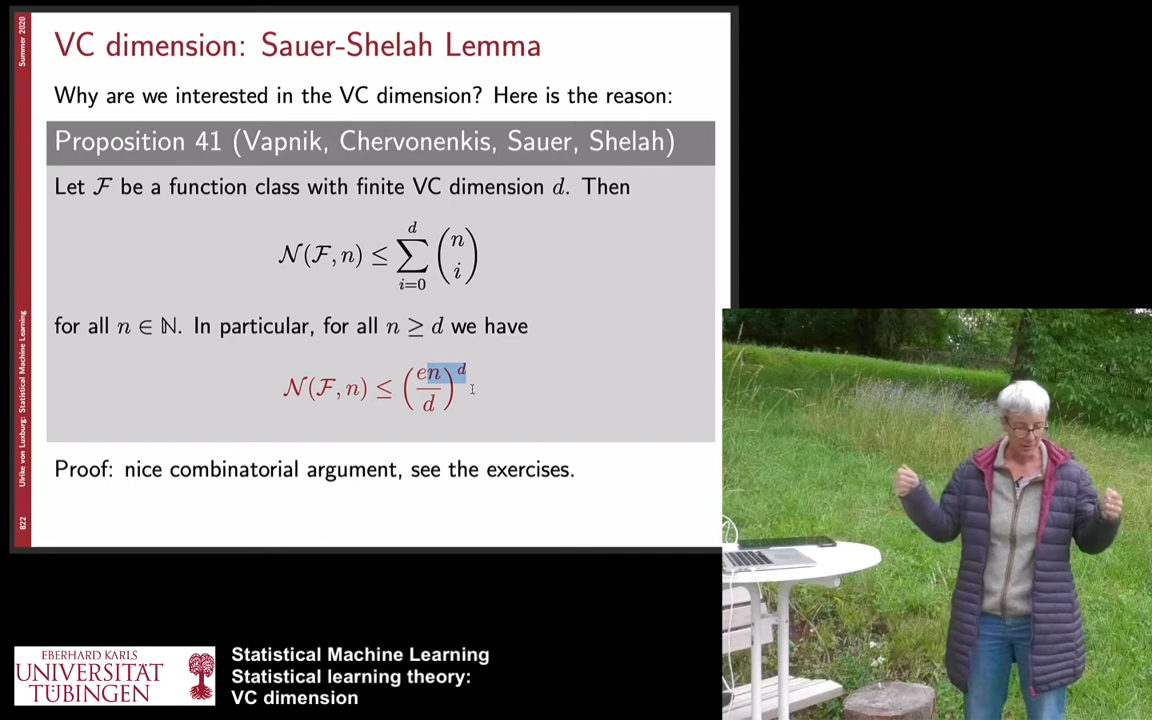 Summer 2020
VC dimension: Sauer-Shelah Lemma
Why are we interested in the VC dimension? Here is the reason:
Proposition 41 (Vapnik, Chervonenkis, Sauer, Shelah)
Let ℱ be a function class with finite VC dimension d. Then
𝒩(ℱ, n) ≤ ∑_{i=0}^{d} \binom{n}{i}
for all n ∈ ℕ. In particular, for all n ≥ d we have
𝒩(ℱ, n) ≤ (en/d)^d
Proof: nice combinatorial argument, see the exercises.
Ulrike von Luxburg: Statistical Machine Learning
822
EBERHARD KARLS
UNIVERSITÄT
TÜBINGEN
Statistical Machine Learning
Statistical learning theory:
VC dimension